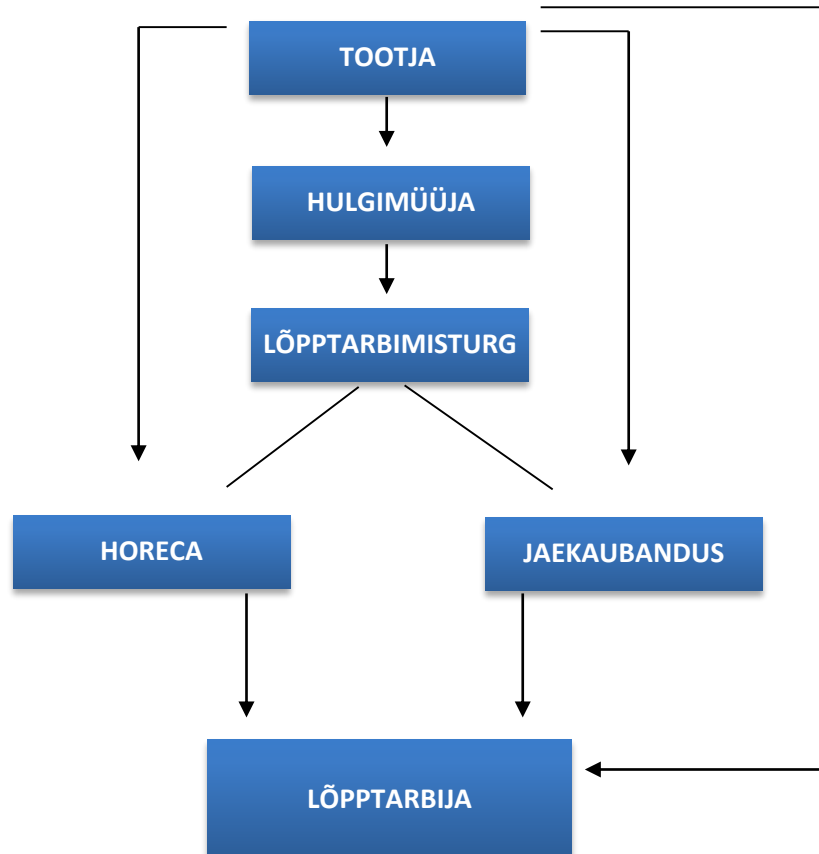 TOOTJA
HULGIMÜÜJA
LÕPPTARBIMISTURG
HORECA
JAEKAUBANDUS
LÕPPTARBIJA